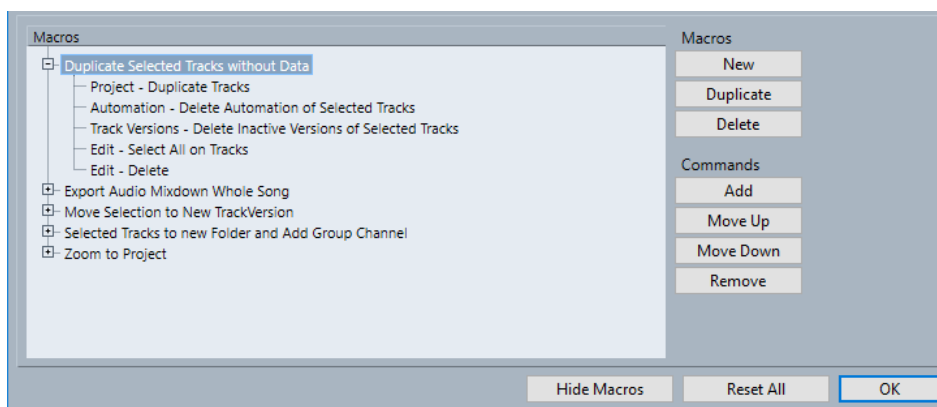 Macros
Duplicate Selected Tracks without Data
Project - Duplicate Tracks
Automation - Delete Automation of Selected Tracks
Track Versions - Delete Inactive Versions of Selected Tracks
Edit - Select All on Tracks
Edit - Delete
Export Audio Mixdown Whole Song
Move Selection to New TrackVersion
Selected Tracks to new Folder and Add Group Channel
Zoom to Project
Macros
New
Duplicate
Delete
Commands
Add
Move Up
Move Down
Remove
Hide Macros
Reset All
OK